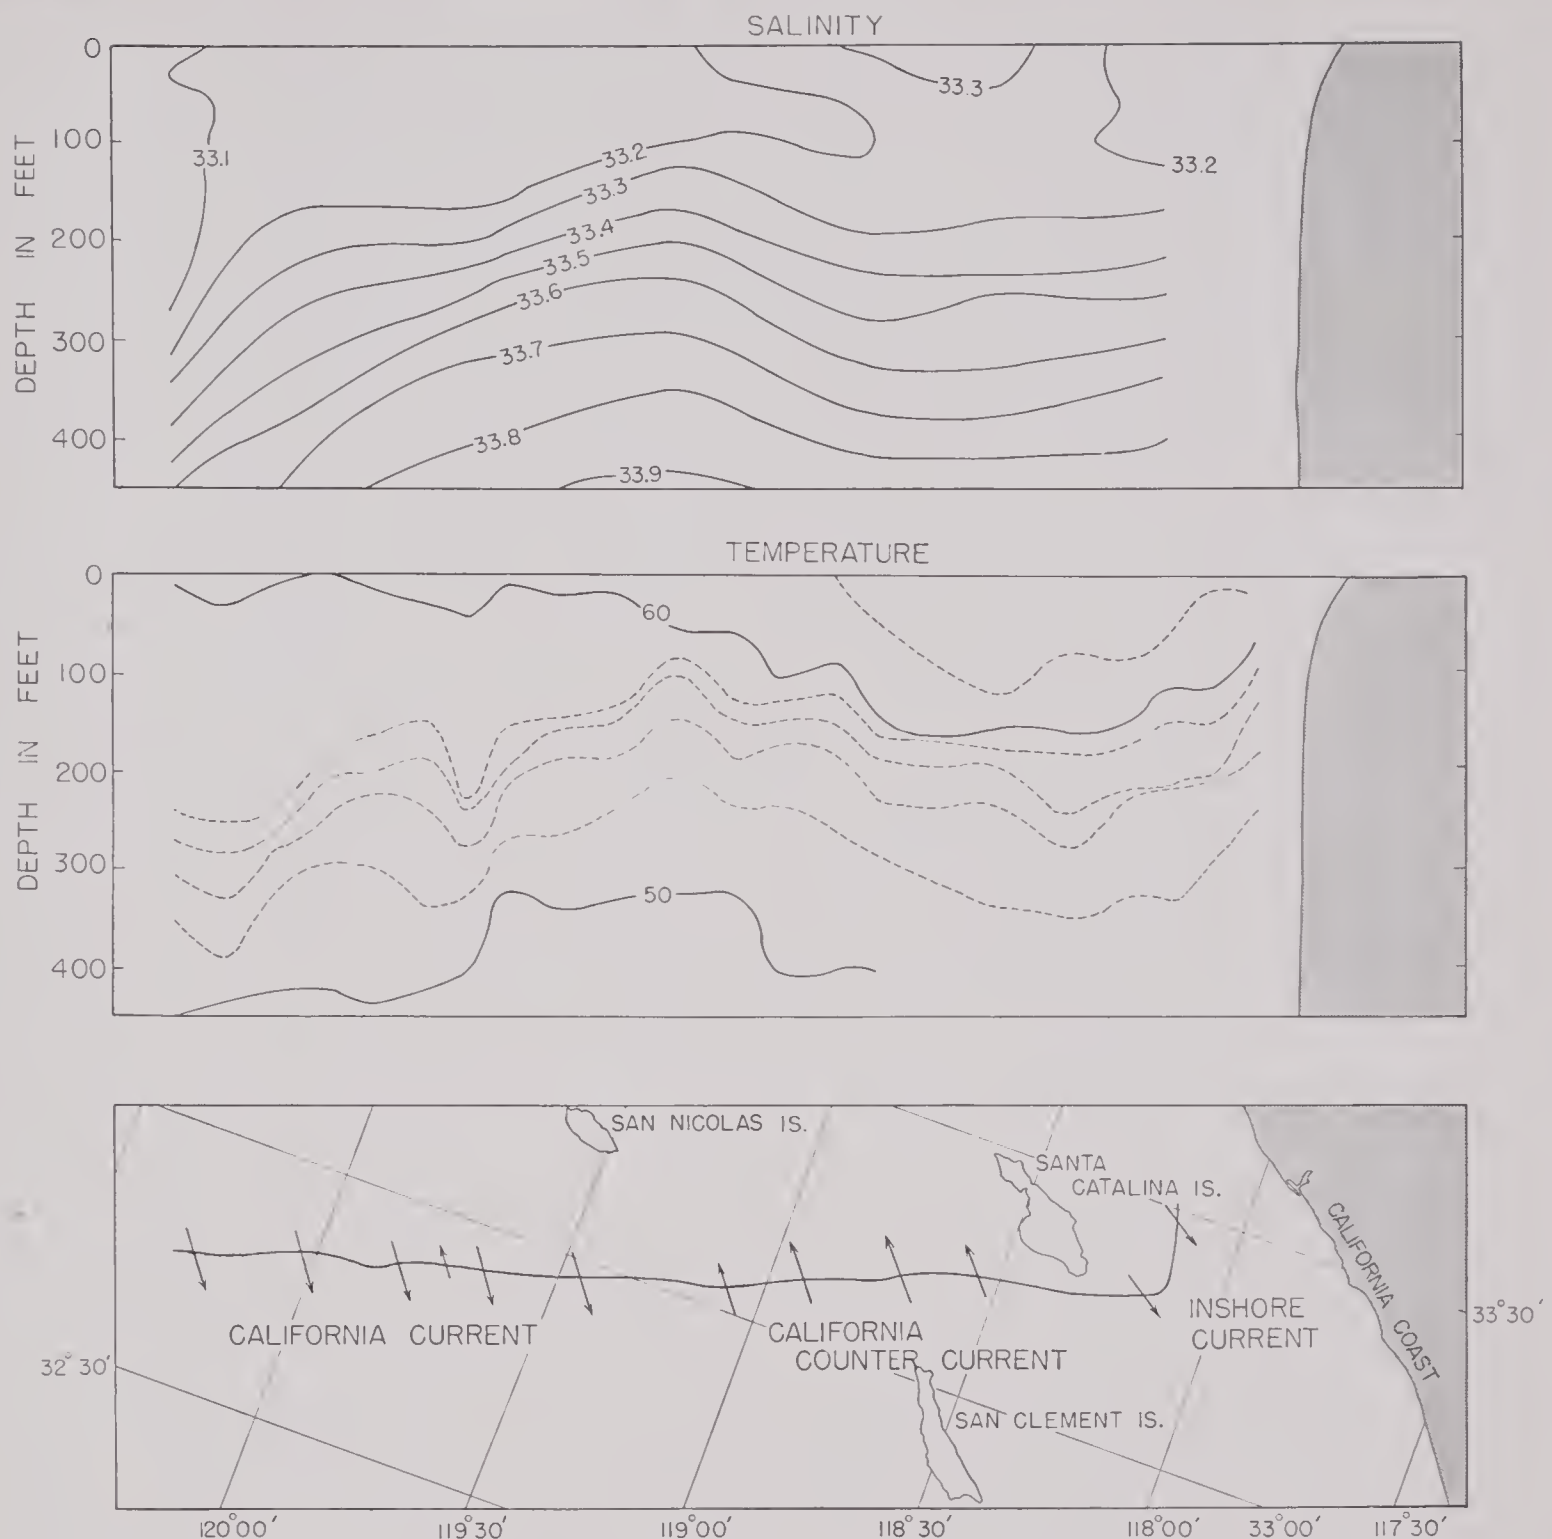 SALINITY
0
100
200
300
400
DEPTH IN FEET
33.1
33.2
33.3
33.4
33.5
33.6
33.7
33.8
33.9
33.3
33.2
TEMPERATURE
0
100
200
300
400
DEPTH IN FEET
60
50
SAN NICOLAS IS.
SANTA
CATALINA IS.
CALIFORNIA COAST
CALIFORNIA CURRENT
CALIFORNIA
COUNTER CURRENT
INSHORE
CURRENT
SAN CLEMENT IS.
32°30′
33°30′
120°00′ 119°30′ 119°00′ 118°30′ 118°00′ 33°00′ 117°30′